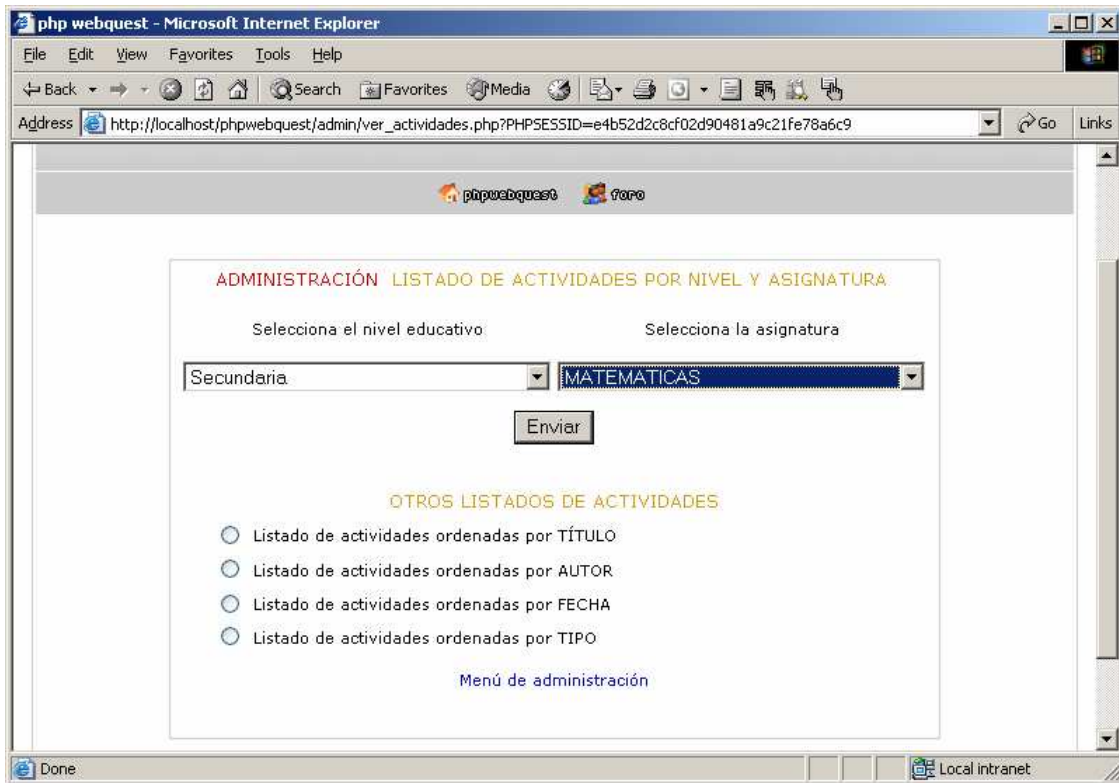 php webquest - Microsoft Internet Explorer
File Edit View Favorites Tools Help
Back Search Favorites Media
Address http://localhost/phpwebquest/admin/ver_actividades.php?PHPSESSID=e4b52d2c8cf02d90481a9c21fe78a6c9 Go Links
phpwebquest foro
ADMINISTRACIÓN LISTADO DE ACTIVIDADES POR NIVEL Y ASIGNATURA
Selecciona el nivel educativo Selecciona la asignatura
Secundaria MATEMATICAS
Enviar
OTROS LISTADOS DE ACTIVIDADES
Listado de actividades ordenadas por TÍTULO
Listado de actividades ordenadas por AUTOR
Listado de actividades ordenadas por FECHA
Listado de actividades ordenadas por TIPO
Menú de administración
Done Local intranet